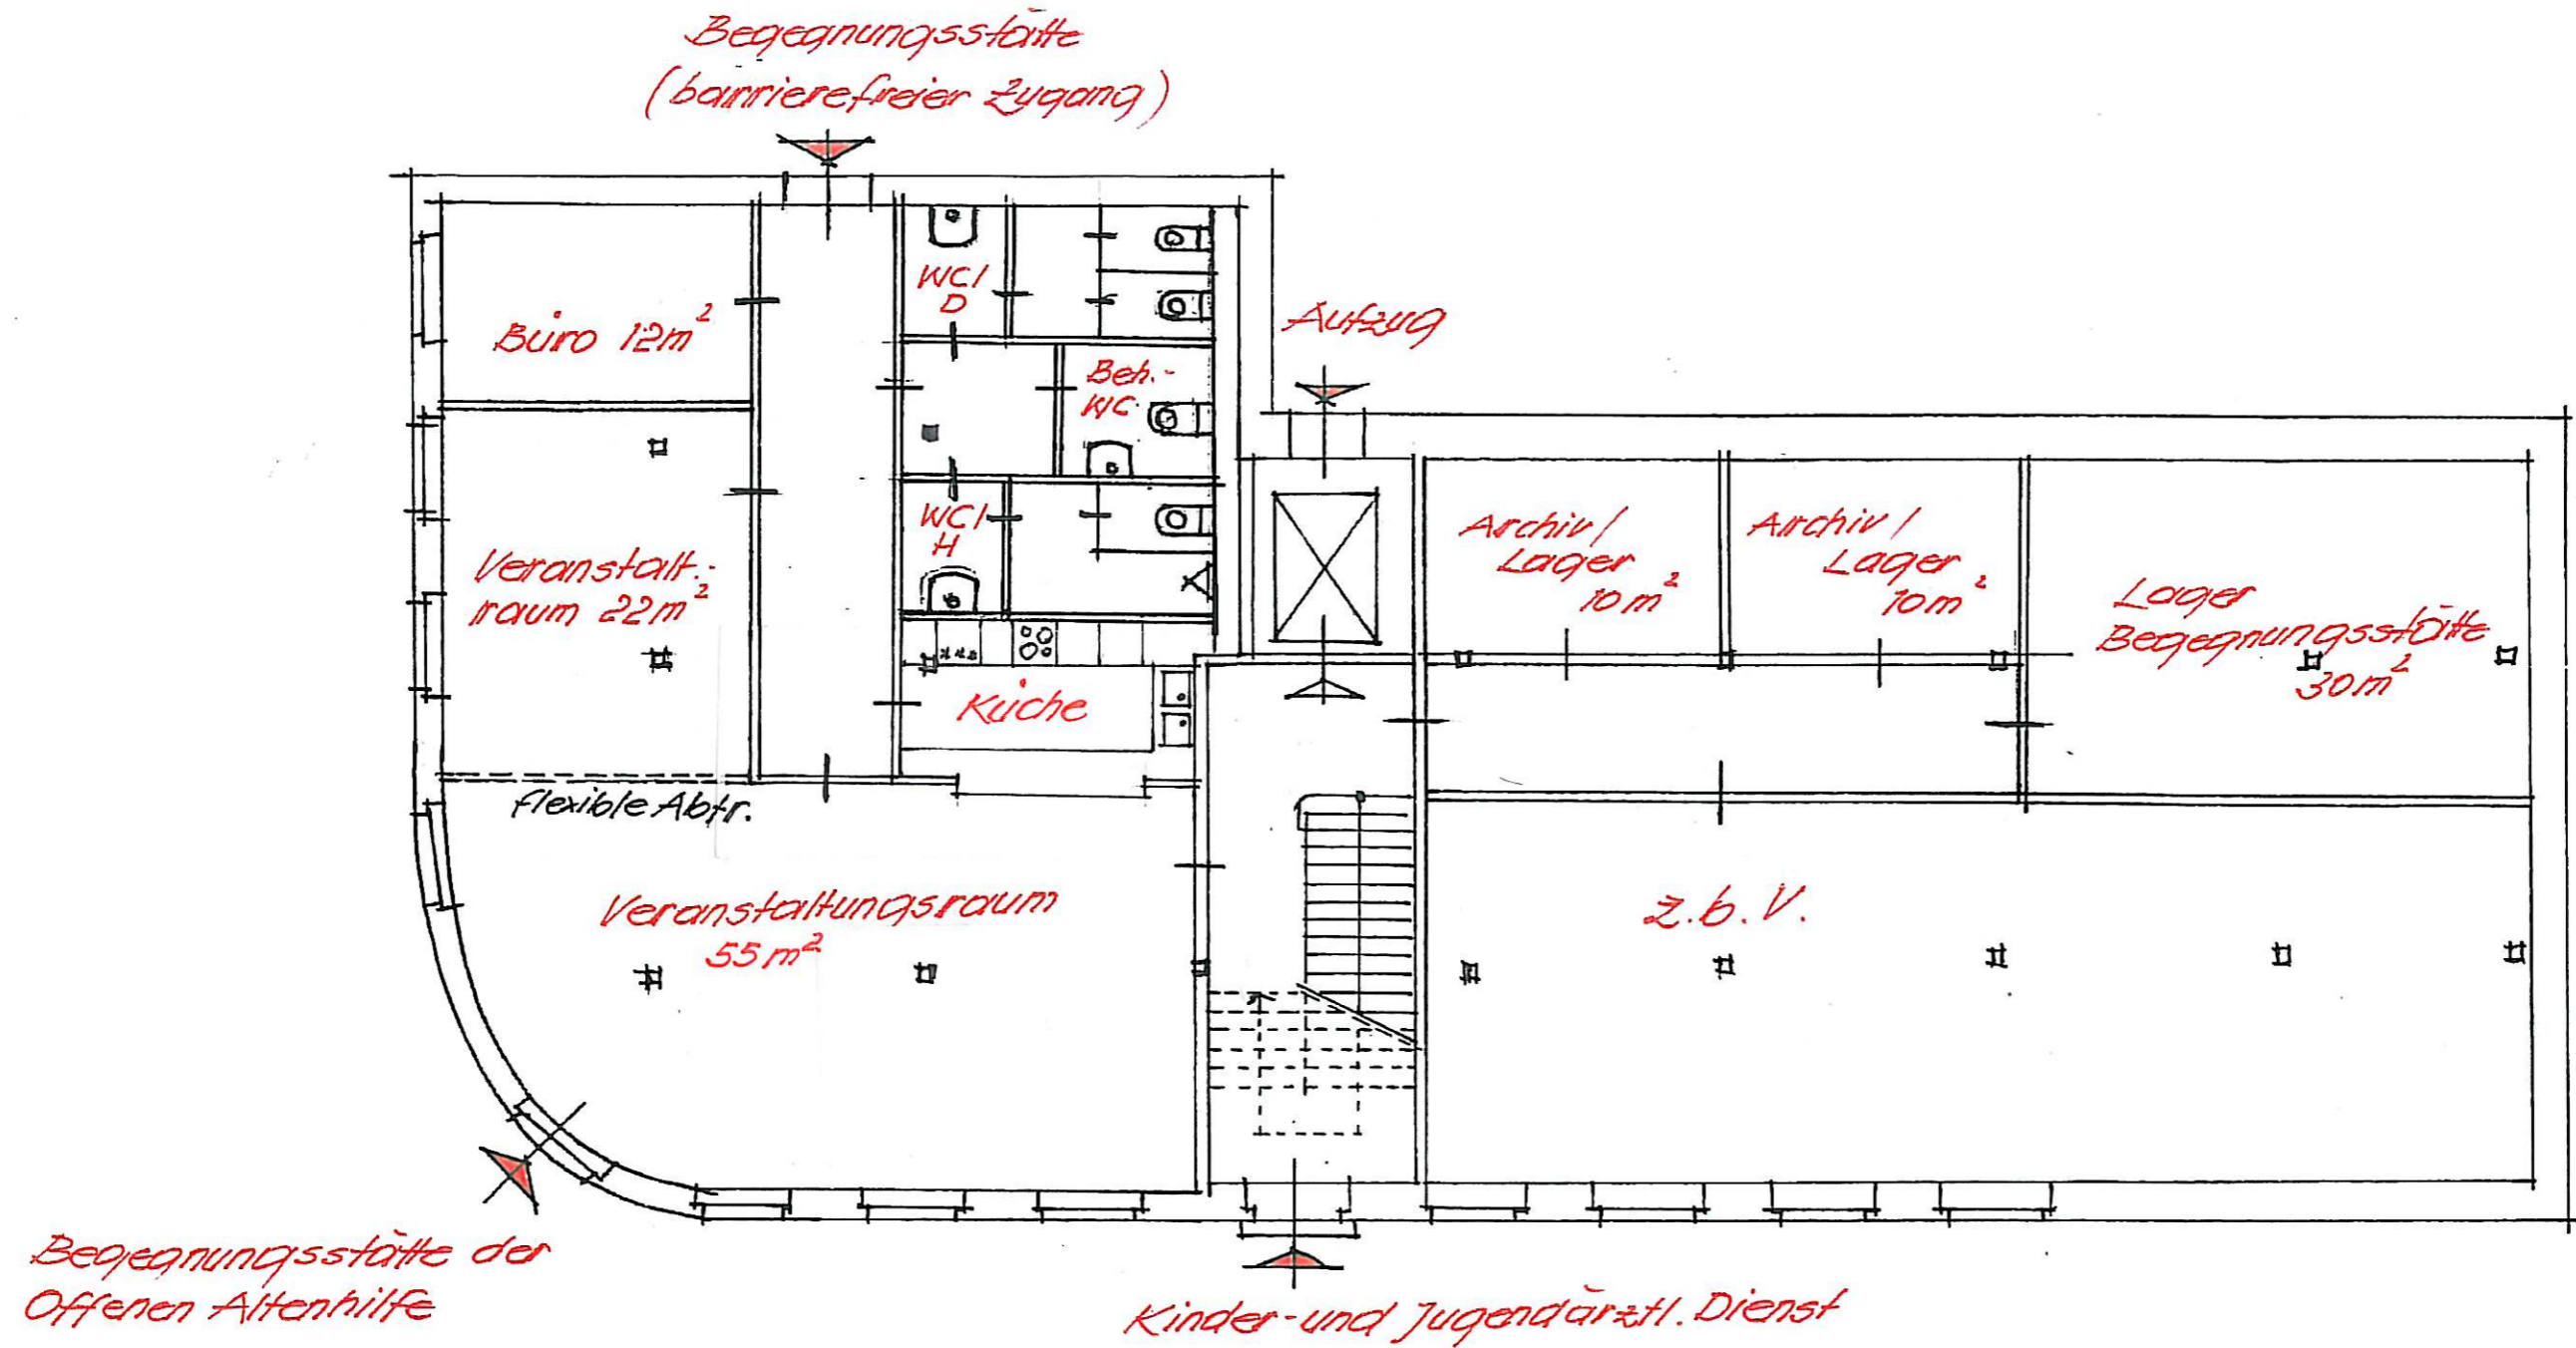 Begegnungsstätte
(barrierefreier Zugang)
Büro 12m²
WC/
D
Beh.-
WC
Aufzug
Veranstalt.-
raum 22m²
WC/
H
Archiv/
Lager
10m²
Archiv/
Lager
10m²
Lager
Begegnungsstätte
30m²
Küche
flexible Abtr.
Veranstaltungsraum
55m²
z.b.V.
Begegnungsstätte der
Offenen Altenhilfe
Kinder-und Jugendärztl. Dienst